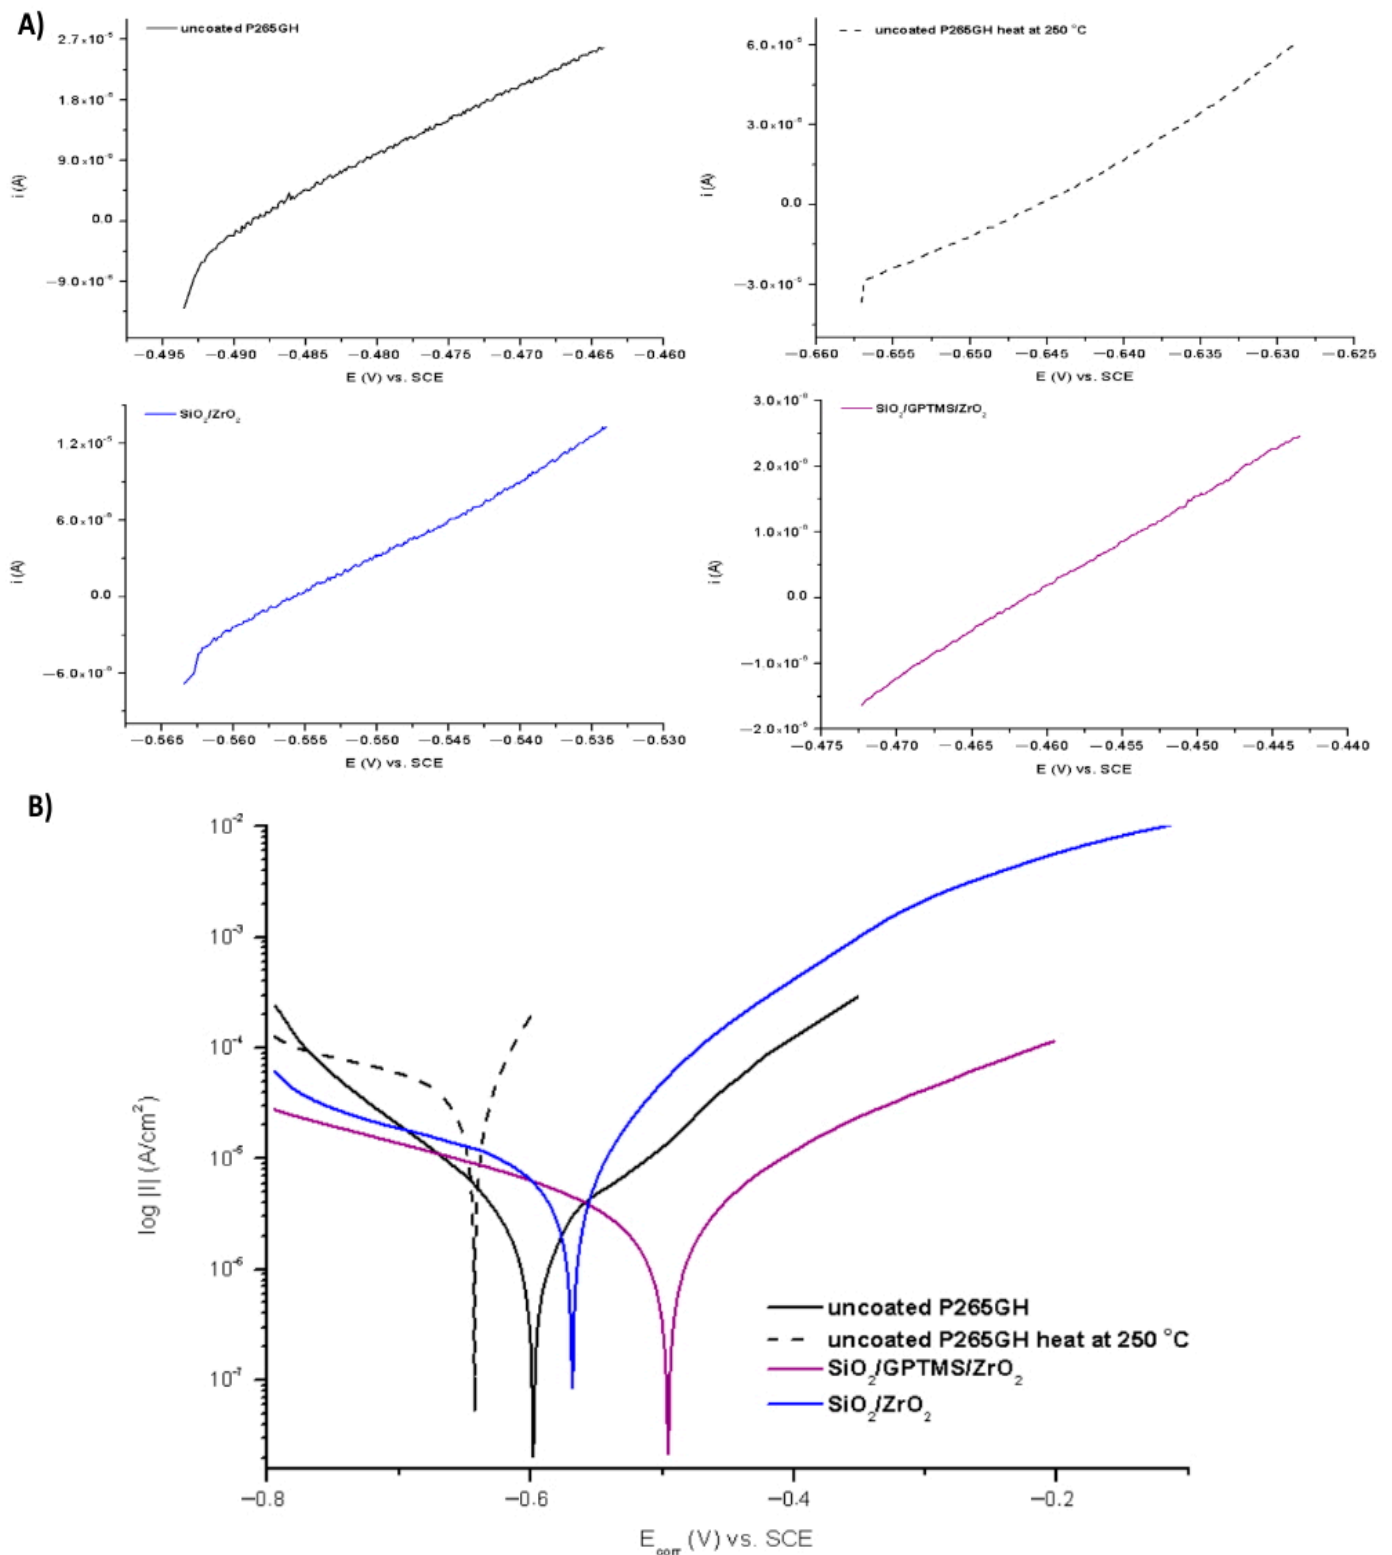 A)
uncoated P265GH
2.7×10⁻⁵
1.8×10⁻⁵
9.0×10⁻⁶
0.0
−9.0×10⁻⁶
i (A)
−0.495 −0.490 −0.485 −0.480 −0.475 −0.470 −0.465 −0.460
E (V) vs. SCE
uncoated P265GH heat at 250 °C
6.0×10⁻⁵
3.0×10⁻⁵
0.0
−3.0×10⁻⁵
i (A)
−0.660 −0.655 −0.650 −0.645 −0.640 −0.635 −0.630 −0.625
E (V) vs. SCE
SiO₂/ZrO₂
1.2×10⁻⁵
6.0×10⁻⁶
0.0
−6.0×10⁻⁶
i (A)
−0.565 −0.560 −0.555 −0.550 −0.545 −0.540 −0.535 −0.530
E (V) vs. SCE
SiO₂/GPTMS/ZrO₂
3.0×10⁻⁶
2.0×10⁻⁶
1.0×10⁻⁶
0.0
−1.0×10⁻⁶
−2.0×10⁻⁶
i (A)
−0.475 −0.470 −0.465 −0.460 −0.455 −0.450 −0.445 −0.440
E (V) vs. SCE
B)
10⁻²
10⁻³
10⁻⁴
10⁻⁵
10⁻⁶
10⁻⁷
log |I| (A/cm²)
uncoated P265GH
uncoated P265GH heat at 250 °C
SiO₂/GPTMS/ZrO₂
SiO₂/ZrO₂
−0.8 −0.6 −0.4 −0.2
E_corr (V) vs. SCE